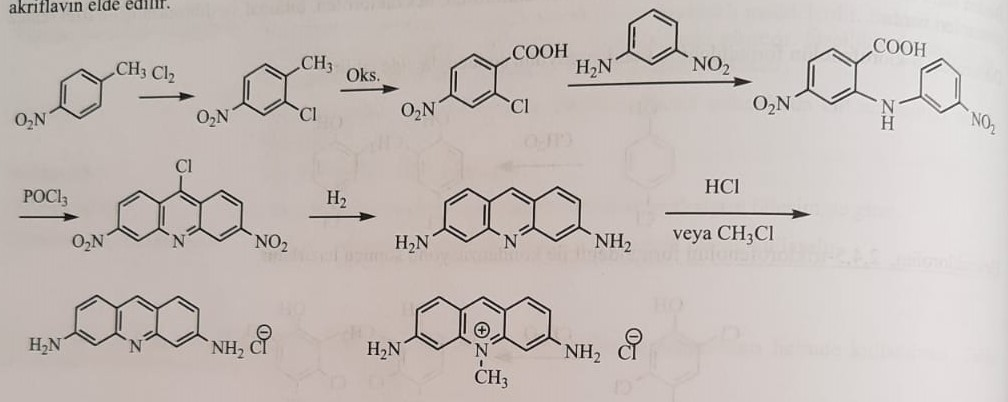 akriflavin elde edilir.
CH₃ Cl₂
O₂N
CH₃
Cl
O₂N
Oks.
COOH
Cl
O₂N
H₂N
NO₂
COOH
O₂N
N
H
NO₂
POCl₃
Cl
O₂N
N
NO₂
H₂
H₂N
N
NH₂
HCl
veya CH₃Cl
H₂N
N
NH₂ Cl⊖
H₂N
⊕
N
CH₃
NH₂ Cl⊖